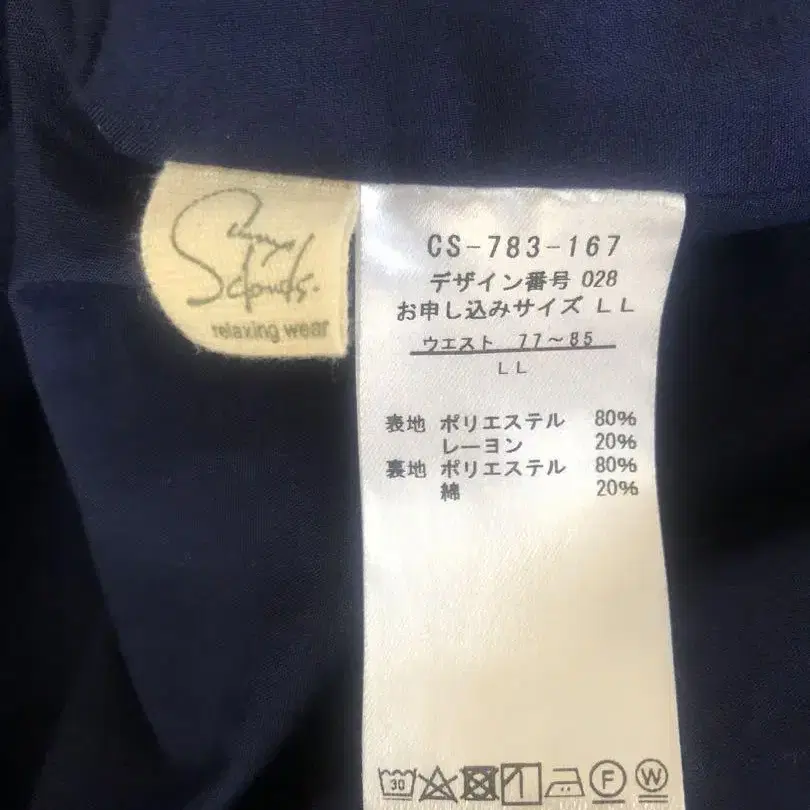 Sunny
clouds.
relaxing wear
CS-783-167
デザイン番号 028
お申し込みサイズ LL
ウエスト 77～85
LL
表地 ポリエステル 80%
レーヨン 20%
裏地 ポリエステル 80%
綿 20%
30
F
W